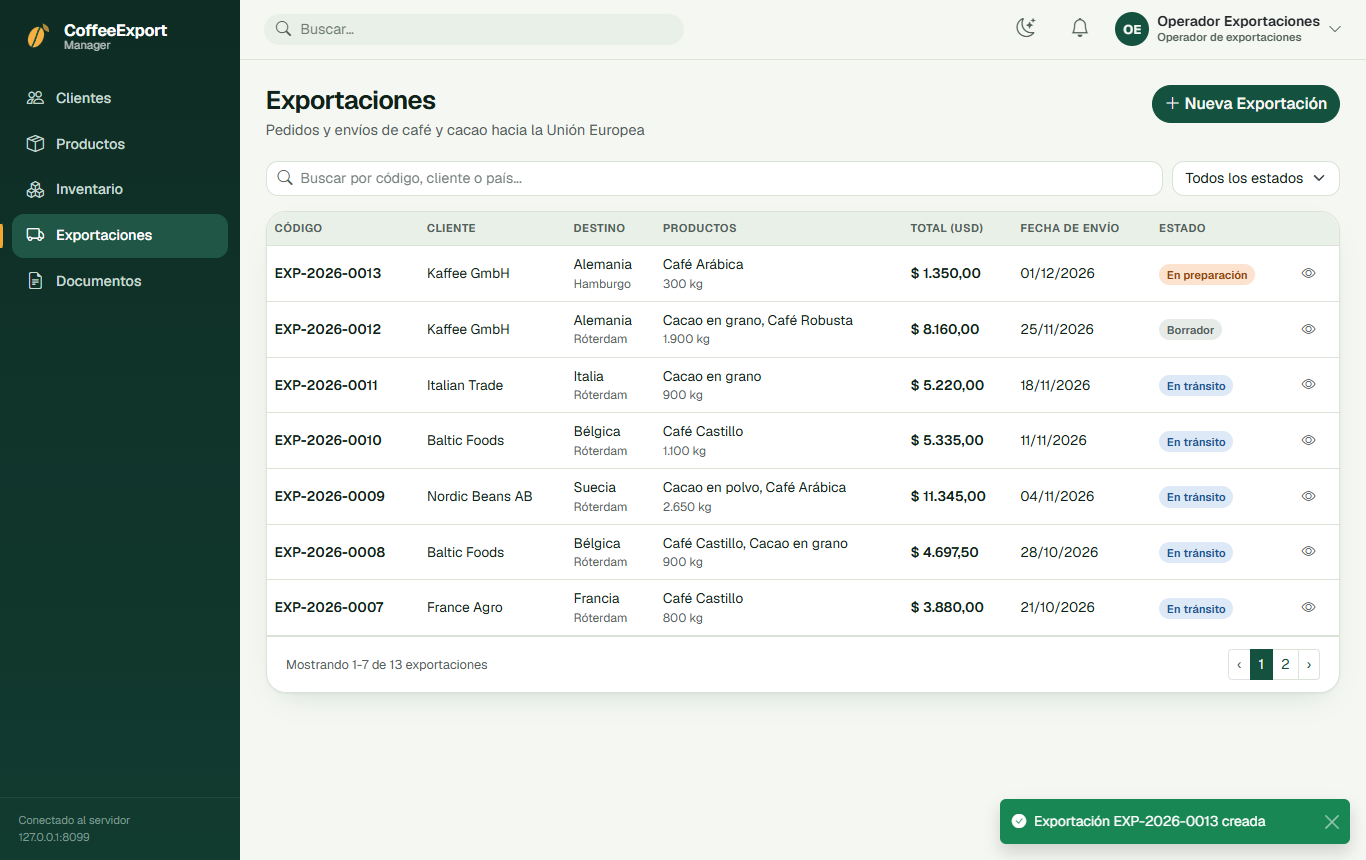 CoffeeExport
Manager
Clientes
Productos
Inventario
Exportaciones
Documentos
Conectado al servidor
127.0.0.1:8099
Buscar...
OE
Operador Exportaciones
Operador de exportaciones
Exportaciones
Pedidos y envíos de café y cacao hacia la Unión Europea
+ Nueva Exportación
Buscar por código, cliente o país...
Todos los estados
CÓDIGO CLIENTE DESTINO PRODUCTOS TOTAL (USD) FECHA DE ENVÍO ESTADO
EXP-2026-0013 Kaffee GmbH Alemania Café Arábica $ 1.350,00 01/12/2026 En preparación
Hamburgo 300 kg
EXP-2026-0012 Kaffee GmbH Alemania Cacao en grano, Café Robusta $ 8.160,00 25/11/2026 Borrador
Róterdam 1.900 kg
EXP-2026-0011 Italian Trade Italia Cacao en grano $ 5.220,00 18/11/2026 En tránsito
Róterdam 900 kg
EXP-2026-0010 Baltic Foods Bélgica Café Castillo $ 5.335,00 11/11/2026 En tránsito
Róterdam 1.100 kg
EXP-2026-0009 Nordic Beans AB Suecia Cacao en polvo, Café Arábica $ 11.345,00 04/11/2026 En tránsito
Róterdam 2.650 kg
EXP-2026-0008 Baltic Foods Bélgica Café Castillo, Cacao en grano $ 4.697,50 28/10/2026 En tránsito
Róterdam 900 kg
EXP-2026-0007 France Agro Francia Café Castillo $ 3.880,00 21/10/2026 En tránsito
Róterdam 800 kg
Mostrando 1-7 de 13 exportaciones
‹ 1 2 ›
Exportación EXP-2026-0013 creada